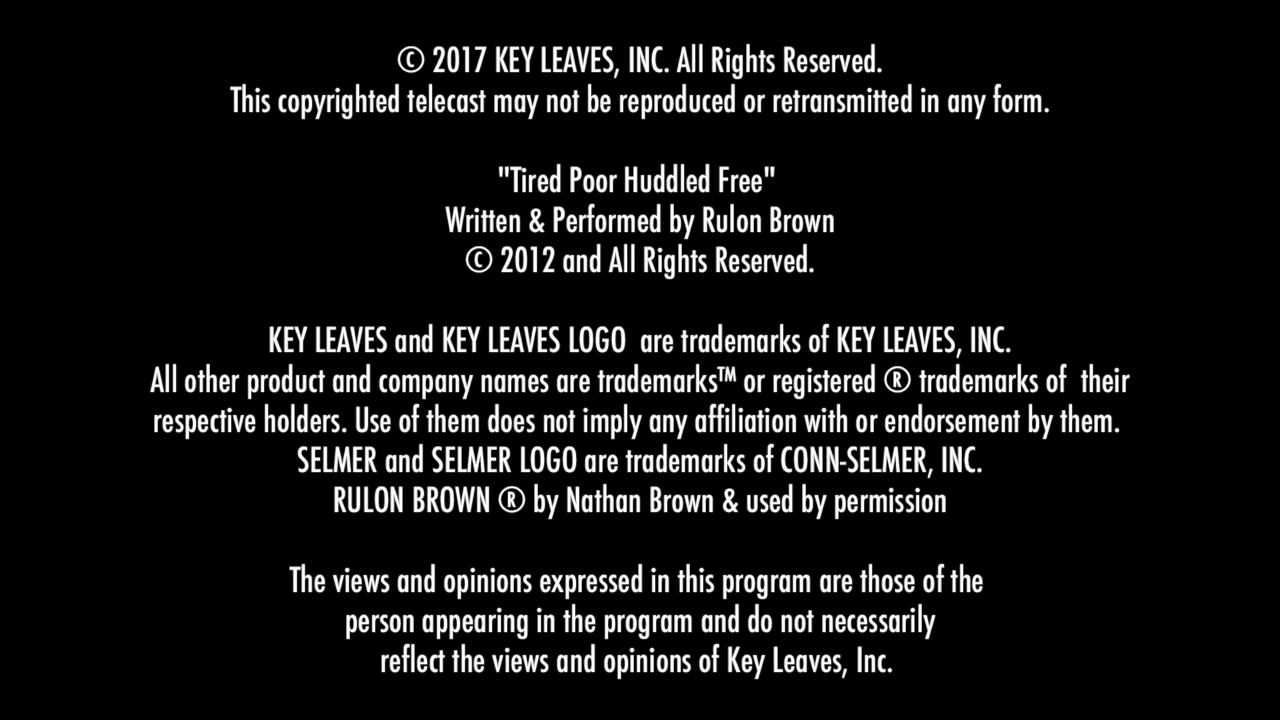 © 2017 KEY LEAVES, INC. All Rights Reserved.
This copyrighted telecast may not be reproduced or retransmitted in any form.
"Tired Poor Huddled Free"
Written & Performed by Rulon Brown
© 2012 and All Rights Reserved.
KEY LEAVES and KEY LEAVES LOGO  are trademarks of KEY LEAVES, INC.
All other product and company names are trademarks™ or registered ® trademarks of  their
respective holders. Use of them does not imply any affiliation with or endorsement by them.
SELMER and SELMER LOGO are trademarks of CONN-SELMER, INC.
RULON BROWN ® by Nathan Brown & used by permission
The views and opinions expressed in this program are those of the
person appearing in the program and do not necessarily
reflect the views and opinions of Key Leaves, Inc.